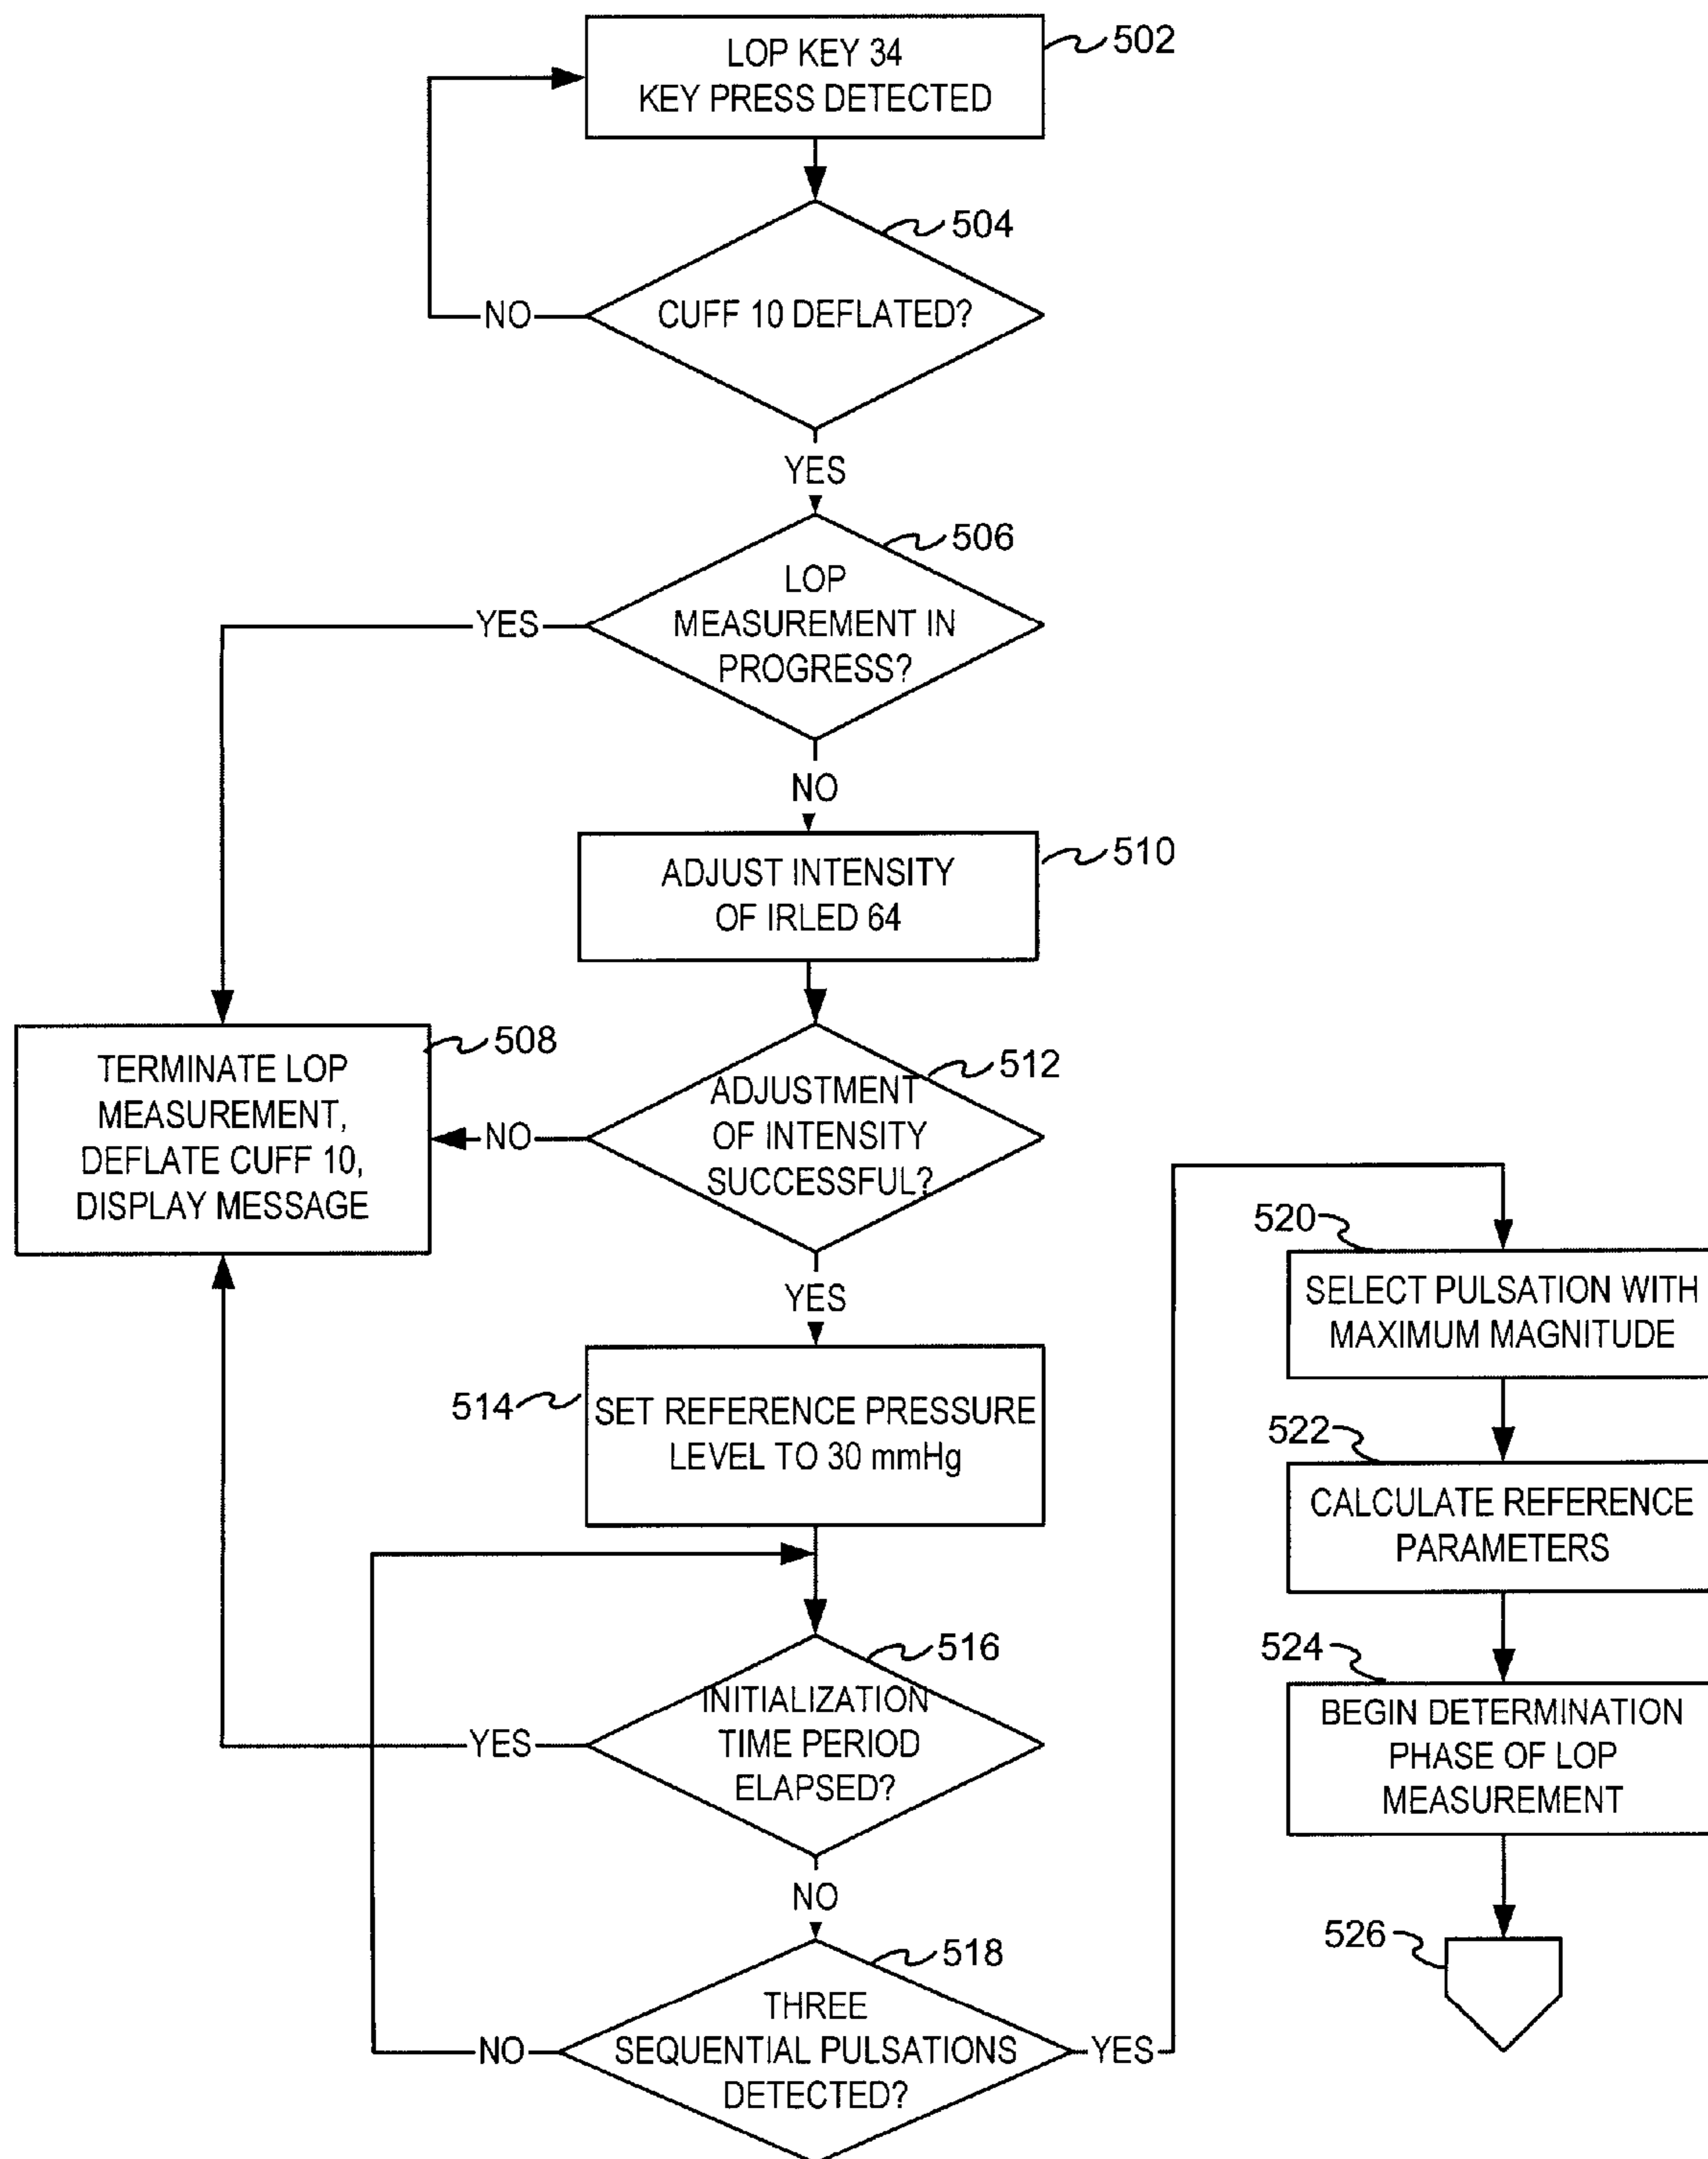 LOP KEY 34
KEY PRESS DETECTED
502
504
CUFF 10 DEFLATED?
NO
YES
506
LOP
MEASUREMENT IN
PROGRESS?
YES
NO
510
ADJUST INTENSITY
OF IRLED 64
508
TERMINATE LOP
MEASUREMENT,
DEFLATE CUFF 10,
DISPLAY MESSAGE
512
ADJUSTMENT
OF INTENSITY
SUCCESSFUL?
NO
YES
514
SET REFERENCE PRESSURE
LEVEL TO 30 mmHg
516
INITIALIZATION
TIME PERIOD
ELAPSED?
YES
NO
518
THREE
SEQUENTIAL PULSATIONS
DETECTED?
NO
YES
520
SELECT PULSATION WITH
MAXIMUM MAGNITUDE
522
CALCULATE REFERENCE
PARAMETERS
524
BEGIN DETERMINATION
PHASE OF LOP
MEASUREMENT
526